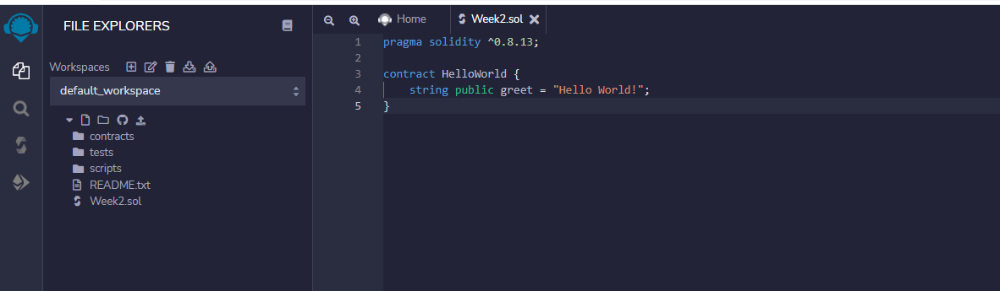 FILE EXPLORERS
Workspaces
default_workspace
contracts
tests
scripts
README.txt
Week2.sol
Home
Week2.sol
1 pragma solidity ^0.8.13;
2
3 contract HelloWorld {
4     string public greet = "Hello World!";
5 }